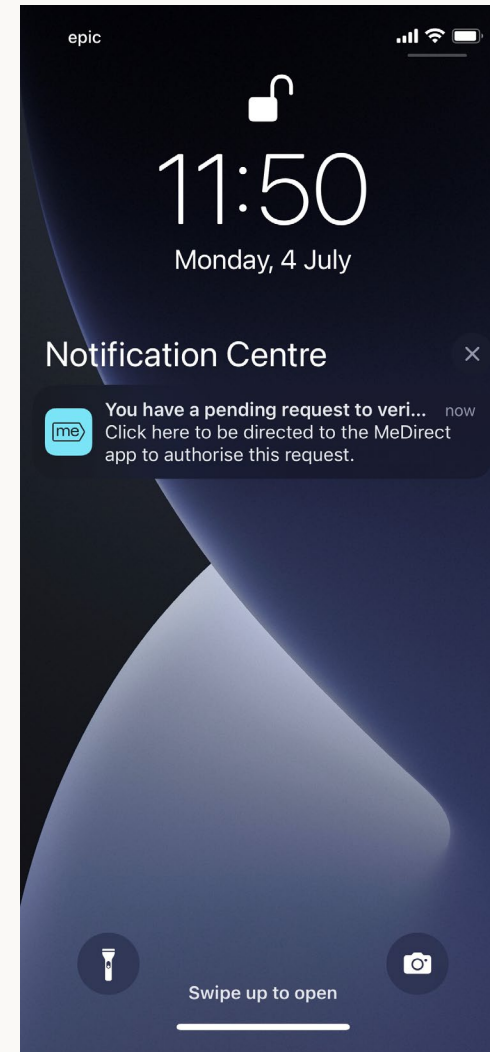 epic
11:50
Monday, 4 July
Notification Centre
You have a pending request to veri... now
me
Click here to be directed to the MeDirect
app to authorise this request.
Swipe up to open